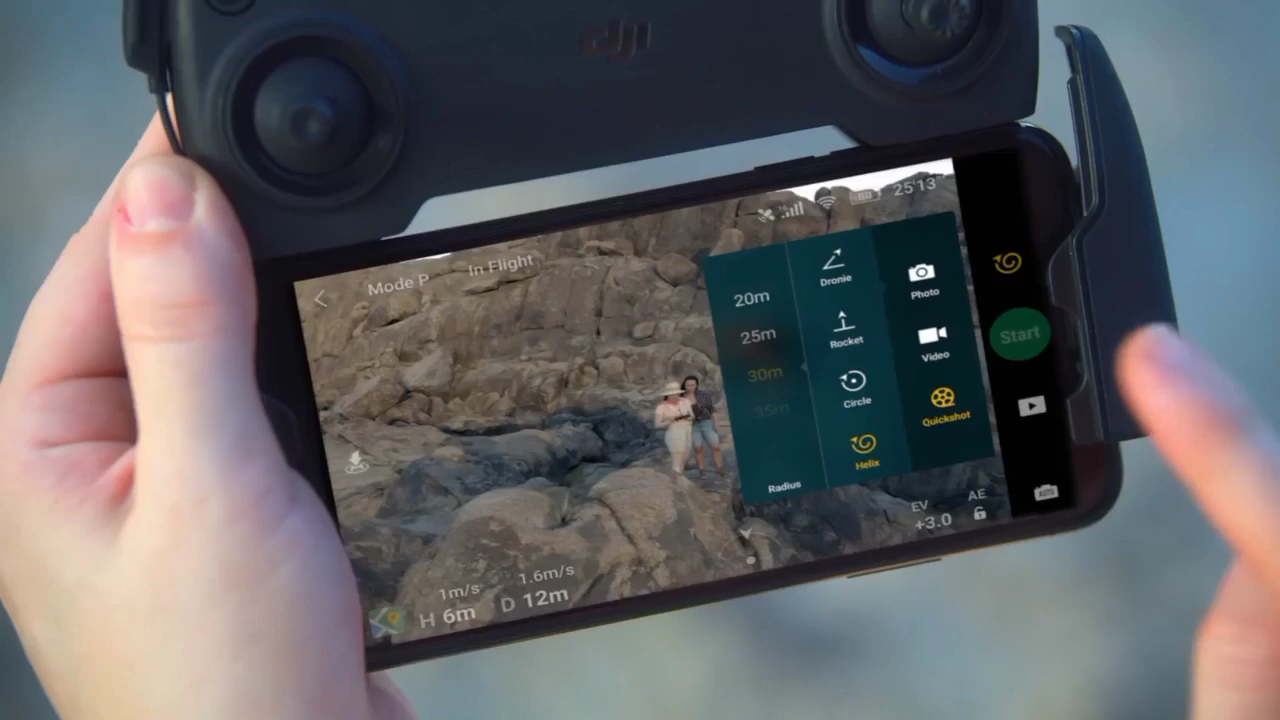 dji
Mode P
In Flight
25'13"
20m
25m
30m
35m
Radius
Dronie
Rocket
Circle
Helix
Photo
Video
Quickshot
Start
AUTO
EV
+3.0
AE
1m/s
1.6m/s
H 6m
D 12m